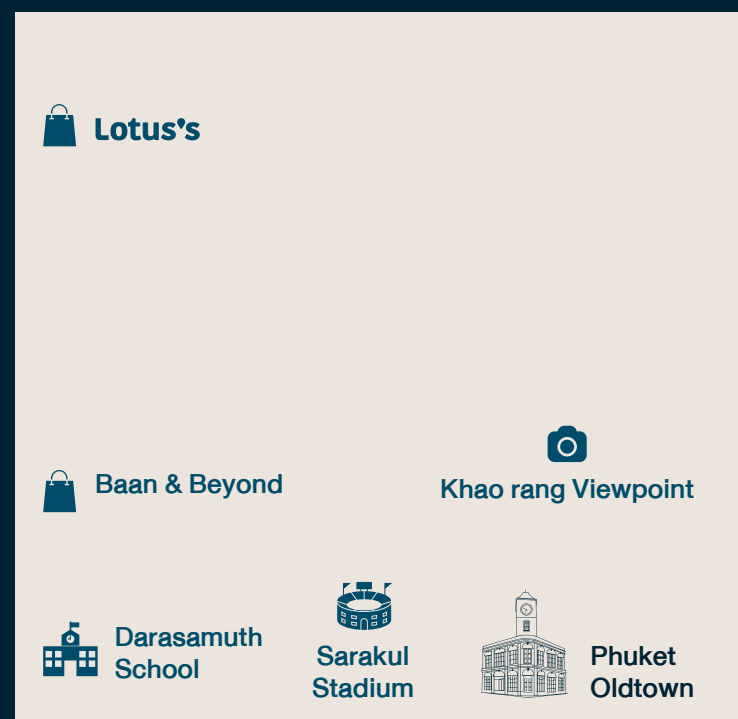 Lotus's
Baan & Beyond
Khao rang Viewpoint
Darasamuth
School
Sarakul
Stadium
Phuket
Oldtown